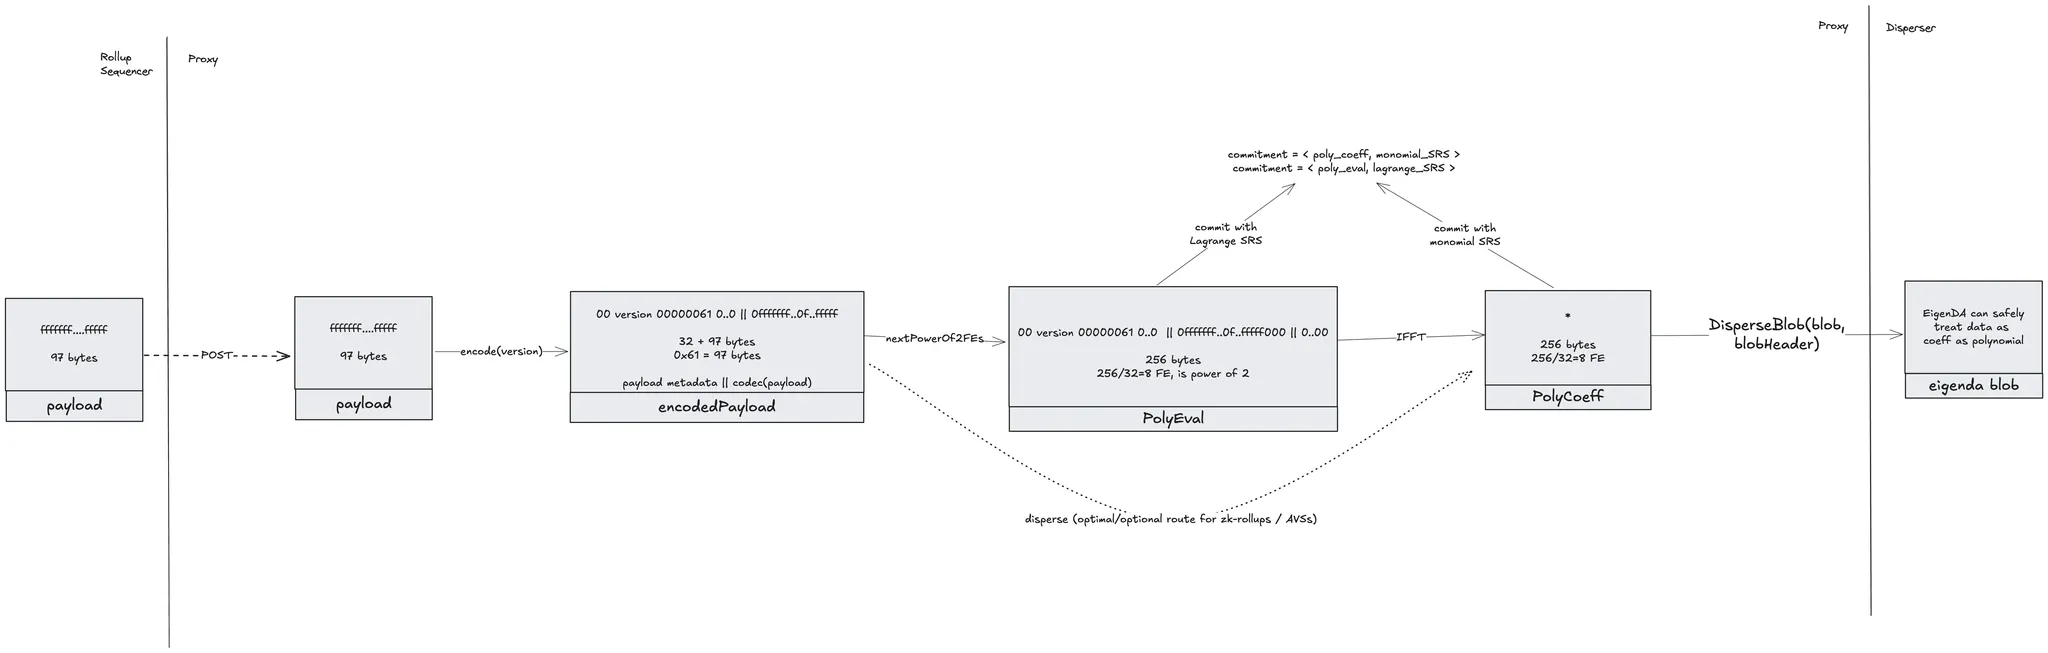 Rollup
Sequencer
Proxy
Proxy
Disperser
commitment = < poly_coeff, monomial_SRS >
commitment = < poly_eval, lagrange_SRS >
commit with
Lagrange SRS
commit with
monomial SRS
fffffff....fffff
97 bytes
payload
POST
fffffff....fffff
97 bytes
payload
encode(version)
00 version 00000061 0..0 || 0fffffff..0f..fffff
32 + 97 bytes
0x61 = 97 bytes
payload metadata || codec(payload)
encodedPayload
nextPowerOf2FEs
00 version 00000061 0..0 || 0fffffff..0f..fffff000 || 0..00
256 bytes
256/32=8 FE, is power of 2
PolyEval
IFFT
*
256 bytes
256/32=8 FE
PolyCoeff
DisperseBlob(blob,
blobHeader)
EigenDA can safely
treat data as
coeff as polynomial
eigenda blob
disperse (optimal/optional route for zk-rollups / AVSs)